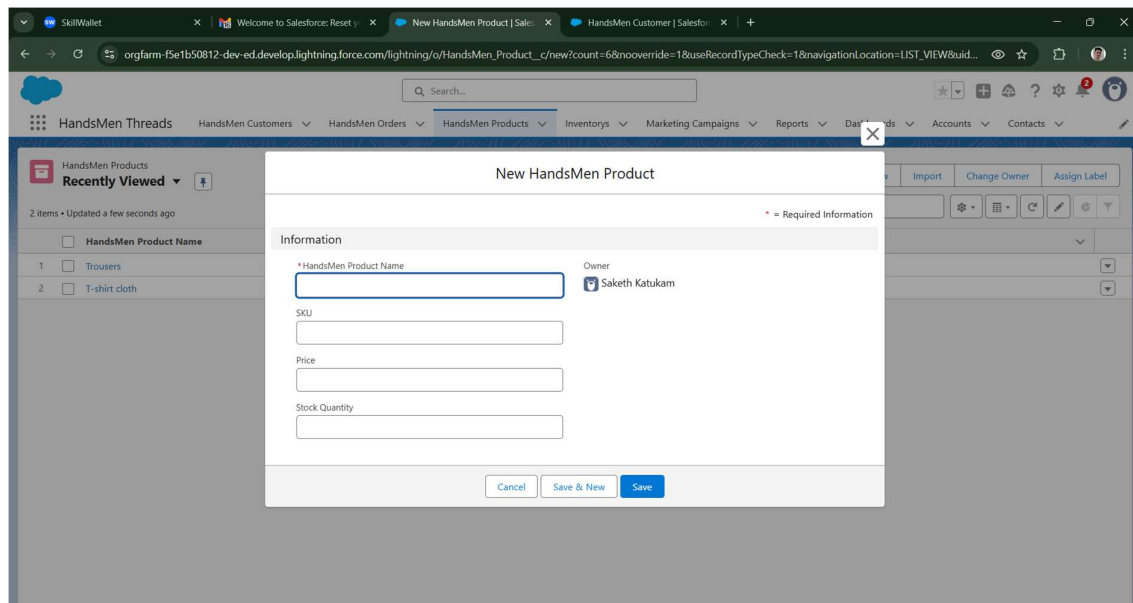 SkillWallet
Welcome to Salesforce: Reset y
New HandsMen Product | Sales
HandsMen Customer | Salesforc
orgfarm-f5e1b50812-dev-ed.develop.lightning.force.com/lightning/o/HandsMen_Product__c/new?count=6&nooverride=1&useRecordTypeCheck=1&navigationLocation=LIST_VIEW&uid...
Search...
2
HandsMen Threads HandsMen Customers HandsMen Orders HandsMen Products Inventorys Marketing Campaigns Reports Accounts Contacts
HandsMen Products
Recently Viewed
Import Change Owner Assign Label
2 items • Updated a few seconds ago
HandsMen Product Name
1 Trousers
2 T-shirt cloth
New HandsMen Product
* = Required Information
Information
*HandsMen Product Name
Owner
Saketh Katukam
SKU
Price
Stock Quantity
Cancel Save & New Save